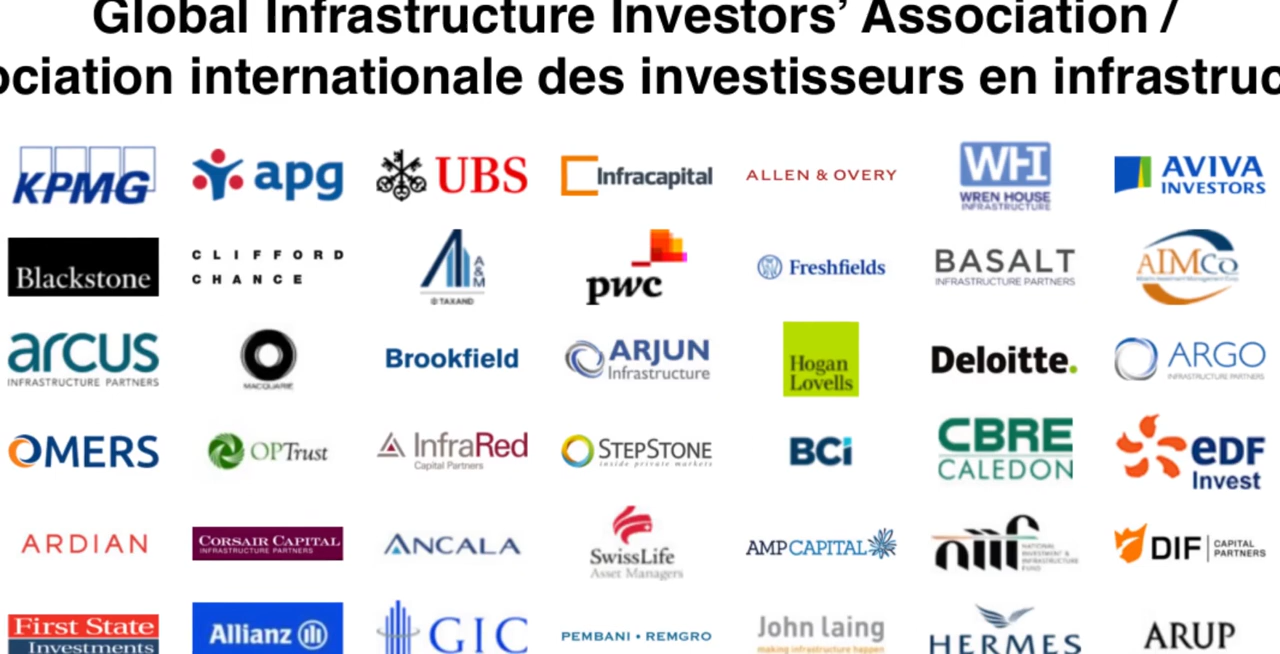 Global Infrastructure Investors’ Association /
ociation internationale des investisseurs en infrastruc
KPMG
apg
UBS
Infracapital
ALLEN & OVERY
WHI
WREN HOUSE
INFRASTRUCTURE
AVIVA
INVESTORS
Blackstone
CLIFFORD
CHANCE
A&M
TAXAND
pwc
Freshfields
BASALT
INFRASTRUCTURE PARTNERS
AIMCo
arcus
INFRASTRUCTURE PARTNERS
MACQUARIE
Brookfield
ARJUN
Infrastructure
Hogan
Lovells
Deloitte.
ARGO
INFRASTRUCTURE PARTNERS
OMERS
OPTrust
InfraRed
Capital Partners
STEPSTONE
inside private markets
BCi
CBRE
CALEDON
eDF
Invest
ARDIAN
CORSAIR CAPITAL
INFRASTRUCTURE PARTNERS
ANCALA
SwissLife
Asset Managers
AMP CAPITAL
niif
NATIONAL
INVESTMENT &
INFRASTRUCTURE
FUND
DIF
CAPITAL
PARTNERS
First State
Investments
Allianz
GIC
PEMBANI • REMGRO
John laing
making infrastructure happen
HERMES
ARUP